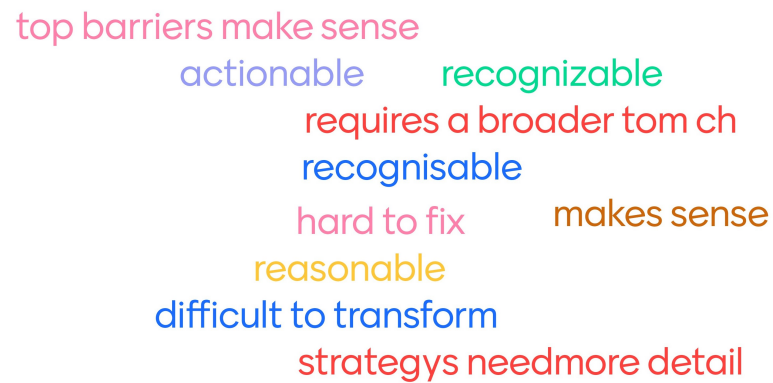 top barriers make sense
actionable
recognizable
requires a broader tom ch
recognisable
hard to fix
makes sense
reasonable
difficult to transform
strategys needmore detail